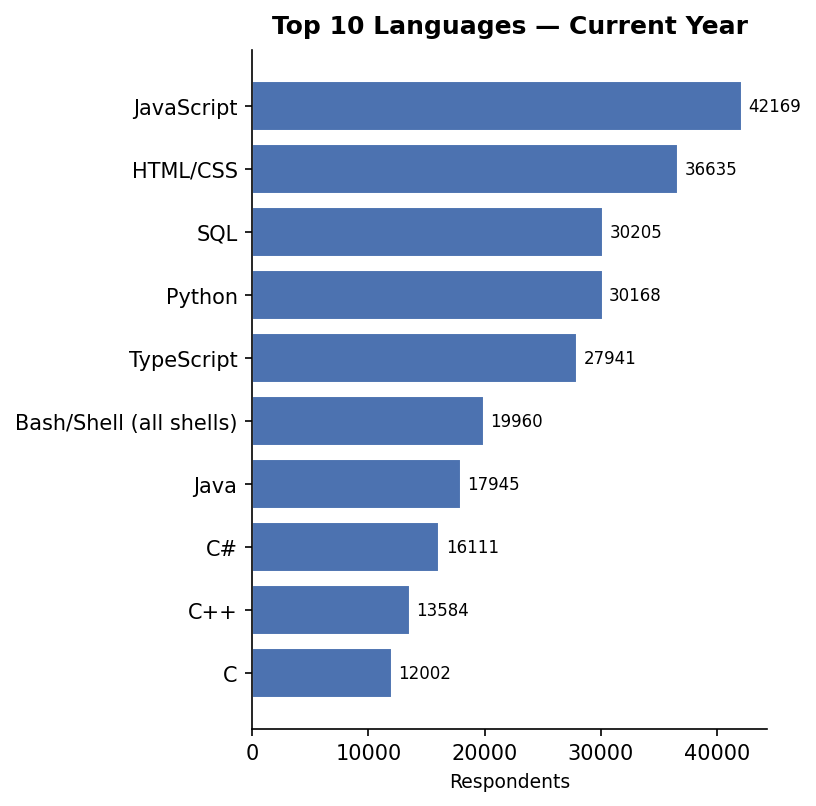 Top 10 Languages — Current Year
JavaScript 42169
HTML/CSS 36635
SQL 30205
Python 30168
TypeScript 27941
Bash/Shell (all shells) 19960
Java 17945
C# 16111
C++ 13584
C 12002
0 10000 20000 30000 40000
Respondents